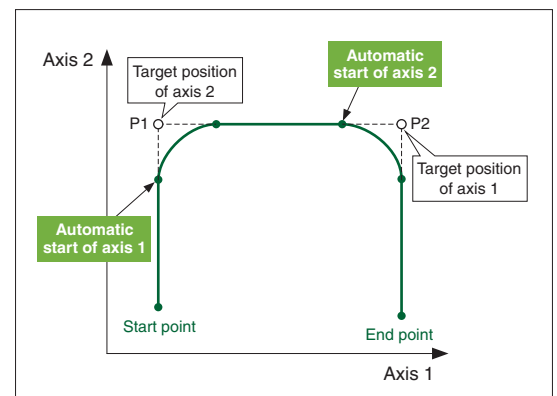 Axis 2
Automatic
start of axis 2
Target position
of axis 2
P1
P2
Target position
of axis 1
Automatic
start of axis 1
Start point
End point
Axis 1